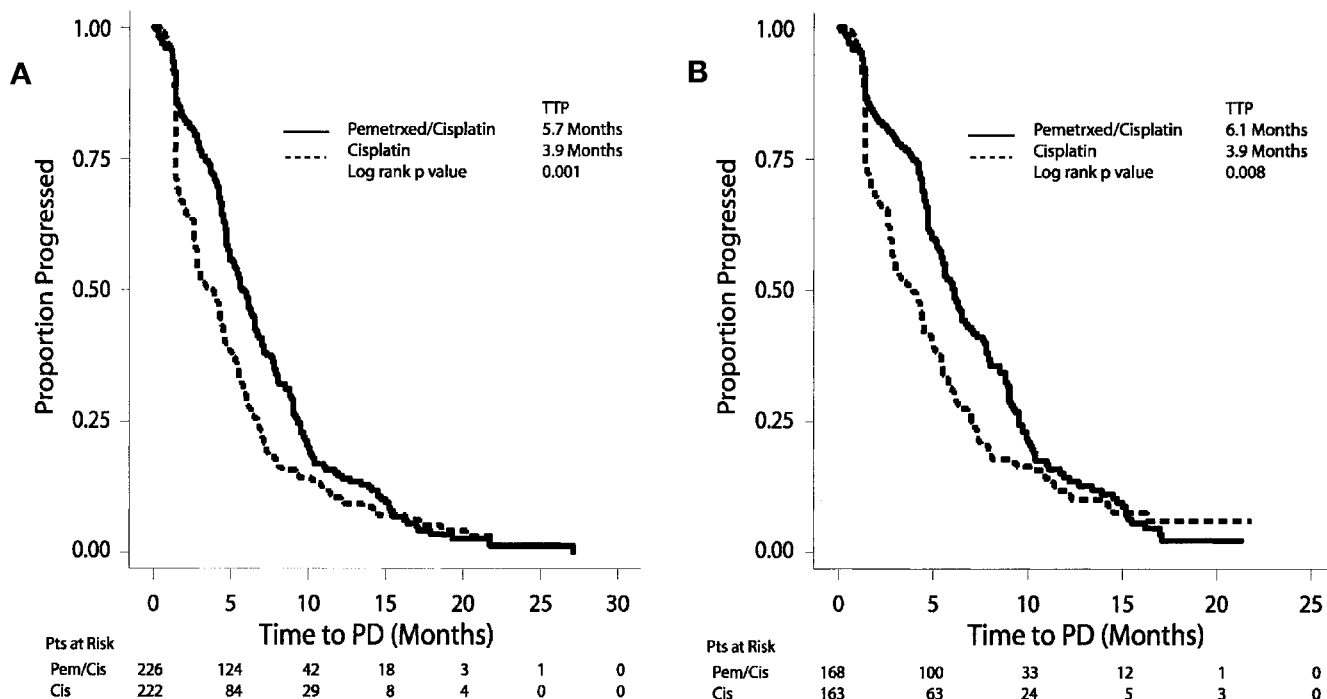 A
Proportion Progressed
1.00
0.75
0.50
0.25
0.00
TTP
Pemetrxed/Cisplatin 5.7 Months
Cisplatin 3.9 Months
Log rank p value 0.001
0 5 10 15 20 25 30
Time to PD (Months)
Pts at Risk
Pem/Cis 226 124 42 18 3 1 0
Cis 222 84 29 8 4 0 0
B
Proportion Progressed
1.00
0.75
0.50
0.25
0.00
TTP
Pemetrxed/Cisplatin 6.1 Months
Cisplatin 3.9 Months
Log rank p value 0.008
0 5 10 15 20 25
Time to PD (Months)
Pts at Risk
Pem/Cis 168 100 33 12 1 0
Cis 163 63 24 5 3 0